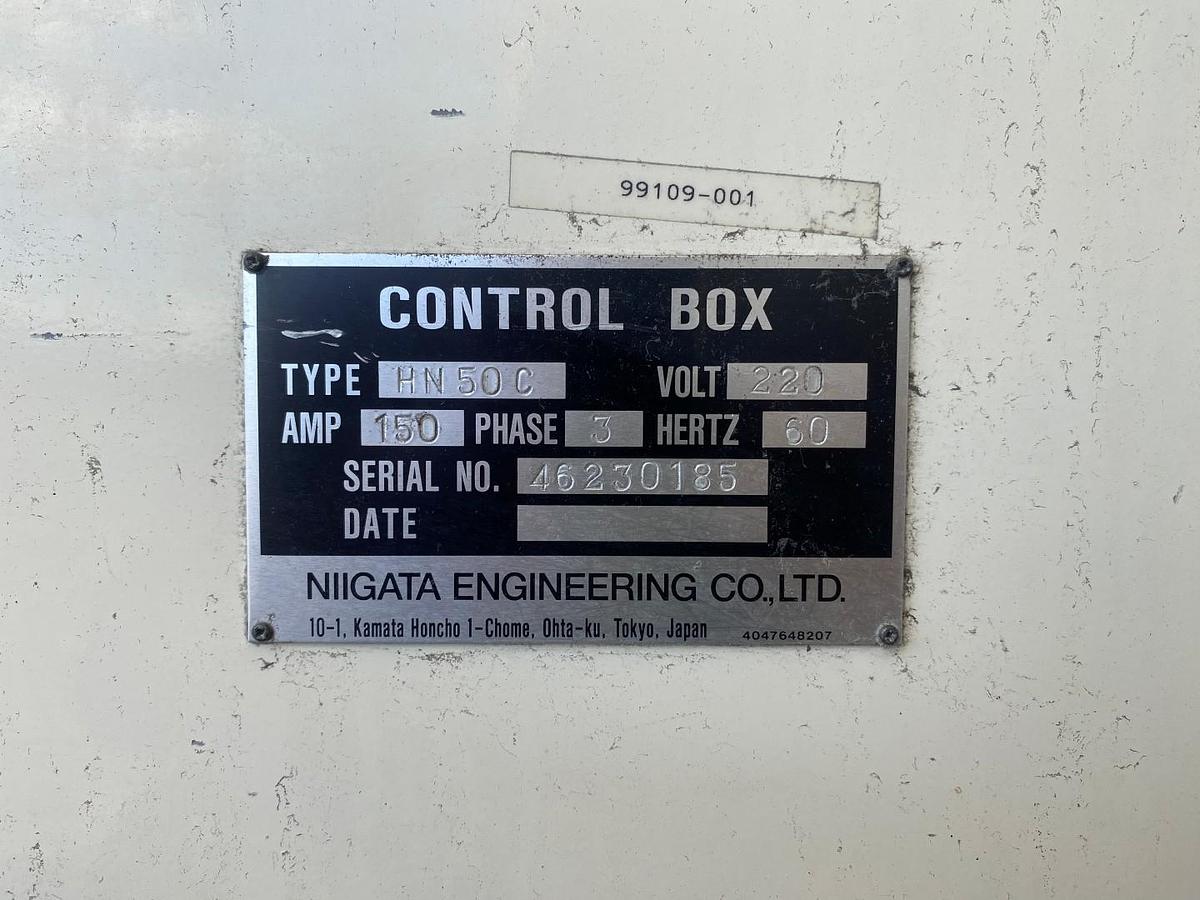 99109-001
CONTROL BOX
TYPE HN50C VOLT 220
AMP 150 PHASE 3 HERTZ 60
SERIAL NO. 46230185
DATE
NIIGATA ENGINEERING CO.,LTD.
10-1, Kamata Honcho 1-Chome, Ohta-ku, Tokyo, Japan 4047648207